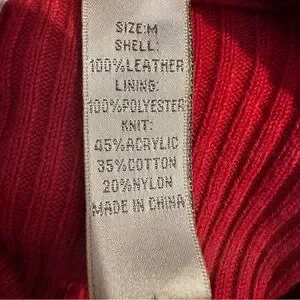 SIZE:M
SHELL:
100%LEATHER
LINING:
100%POLYESTER
KNIT:
45%ACRYLIC
35%COTTON
20%NYLON
MADE IN CHINA